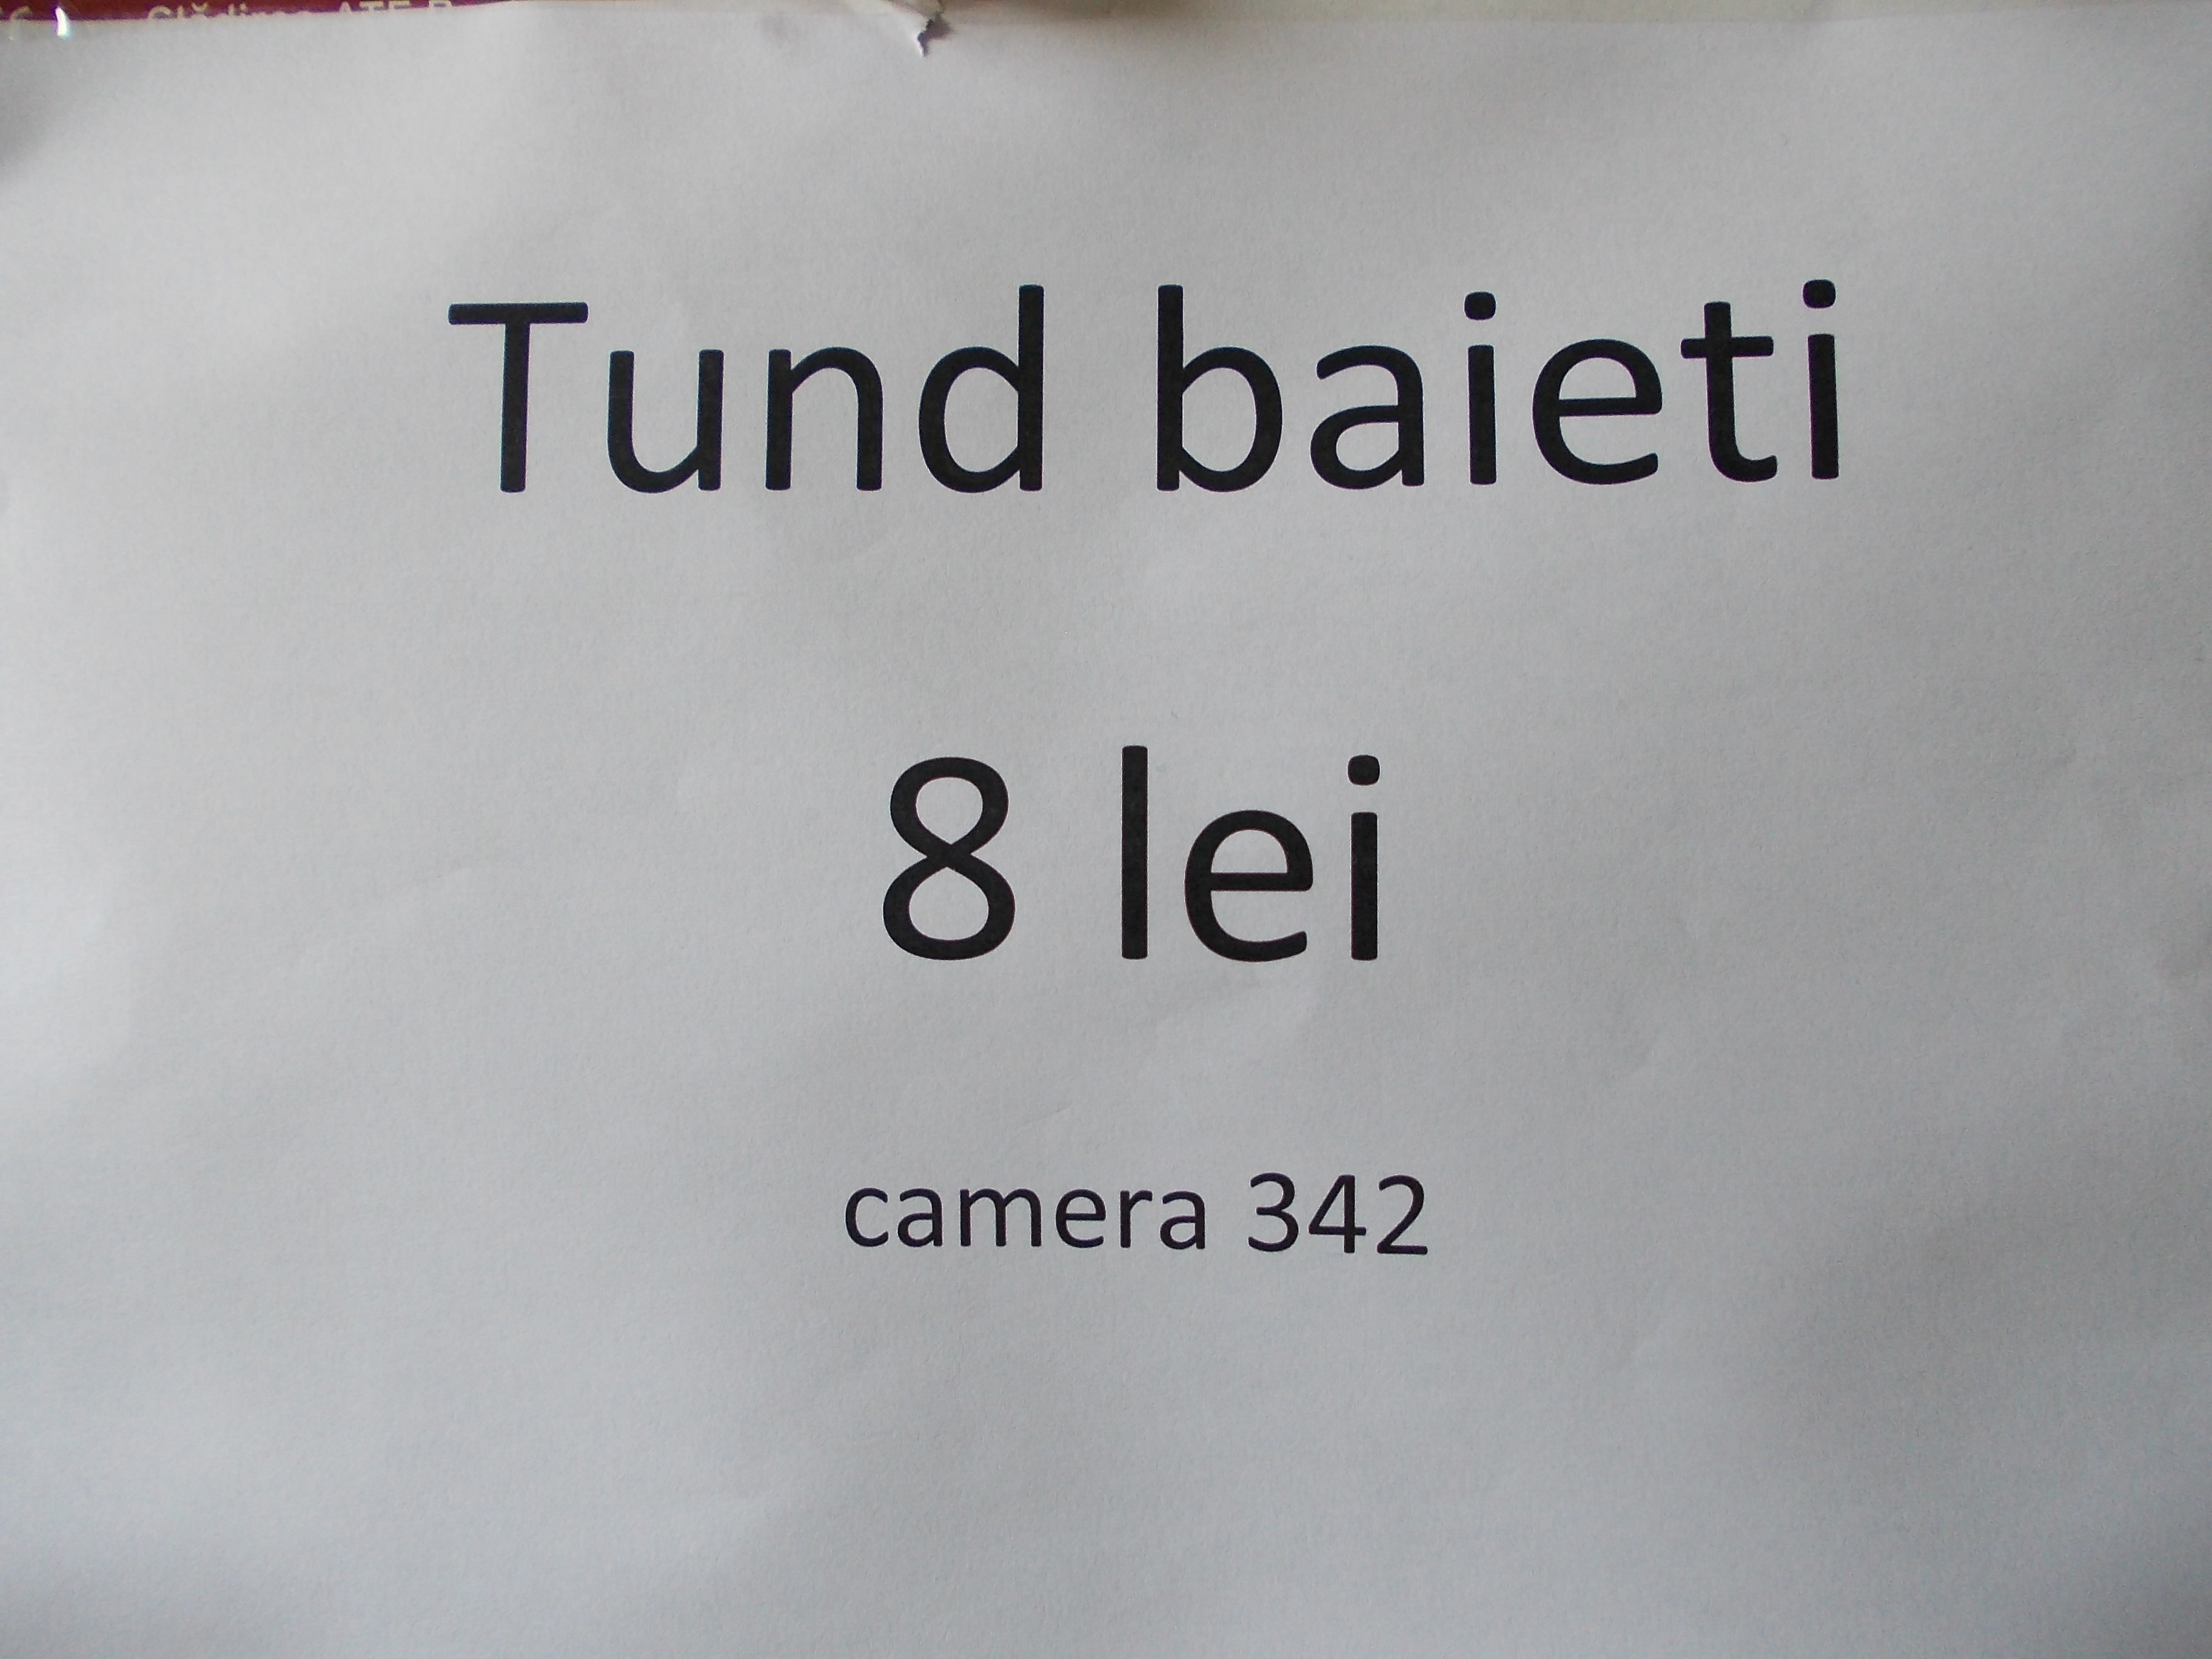 Tund baieti
8 lei
camera 342